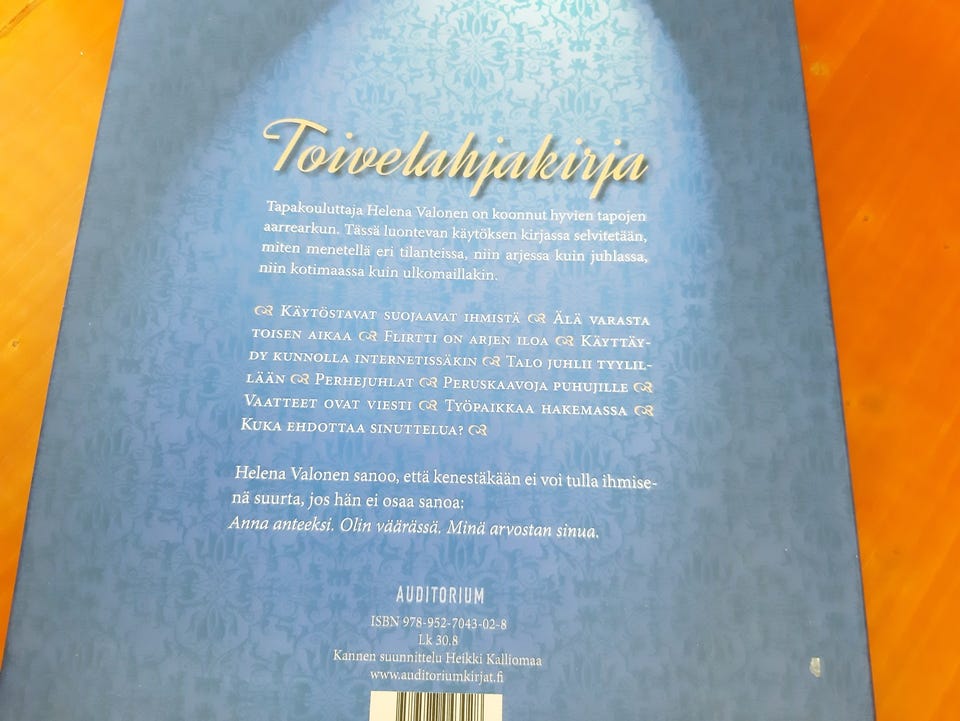 Toivelahjakirja
Tapakouluttaja Helena Valonen on koonnut hyvien tapojen
aarrearkun. Tässä luontevan käytöksen kirjassa selvitetään,
miten menetellä eri tilanteissa, niin arjessa kuin juhlassa,
niin kotimaassa kuin ulkomaillakin.
Käytöstavat suojaavat ihmistä Älä varasta
toisen aikaa Flirtti on arjen iloa Käyttäy-
dy kunnolla internetissäkin Talo juhlii tyylil-
lään Perhejuhlat Peruskaavoja puhujille
Vaatteet ovat viesti Työpaikkaa hakemassa
Kuka ehdottaa sinuttelua?
Helena Valonen sanoo, että kenestäkään ei voi tulla ihmise-
nä suurta, jos hän ei osaa sanoa:
Anna anteeksi. Olin väärässä. Minä arvostan sinua.
AUDITORIUM
ISBN 978-952-7043-02-8
Lk 30.8
Kannen suunnittelu Heikki Kalliomaa
www.auditoriumkirjat.fi